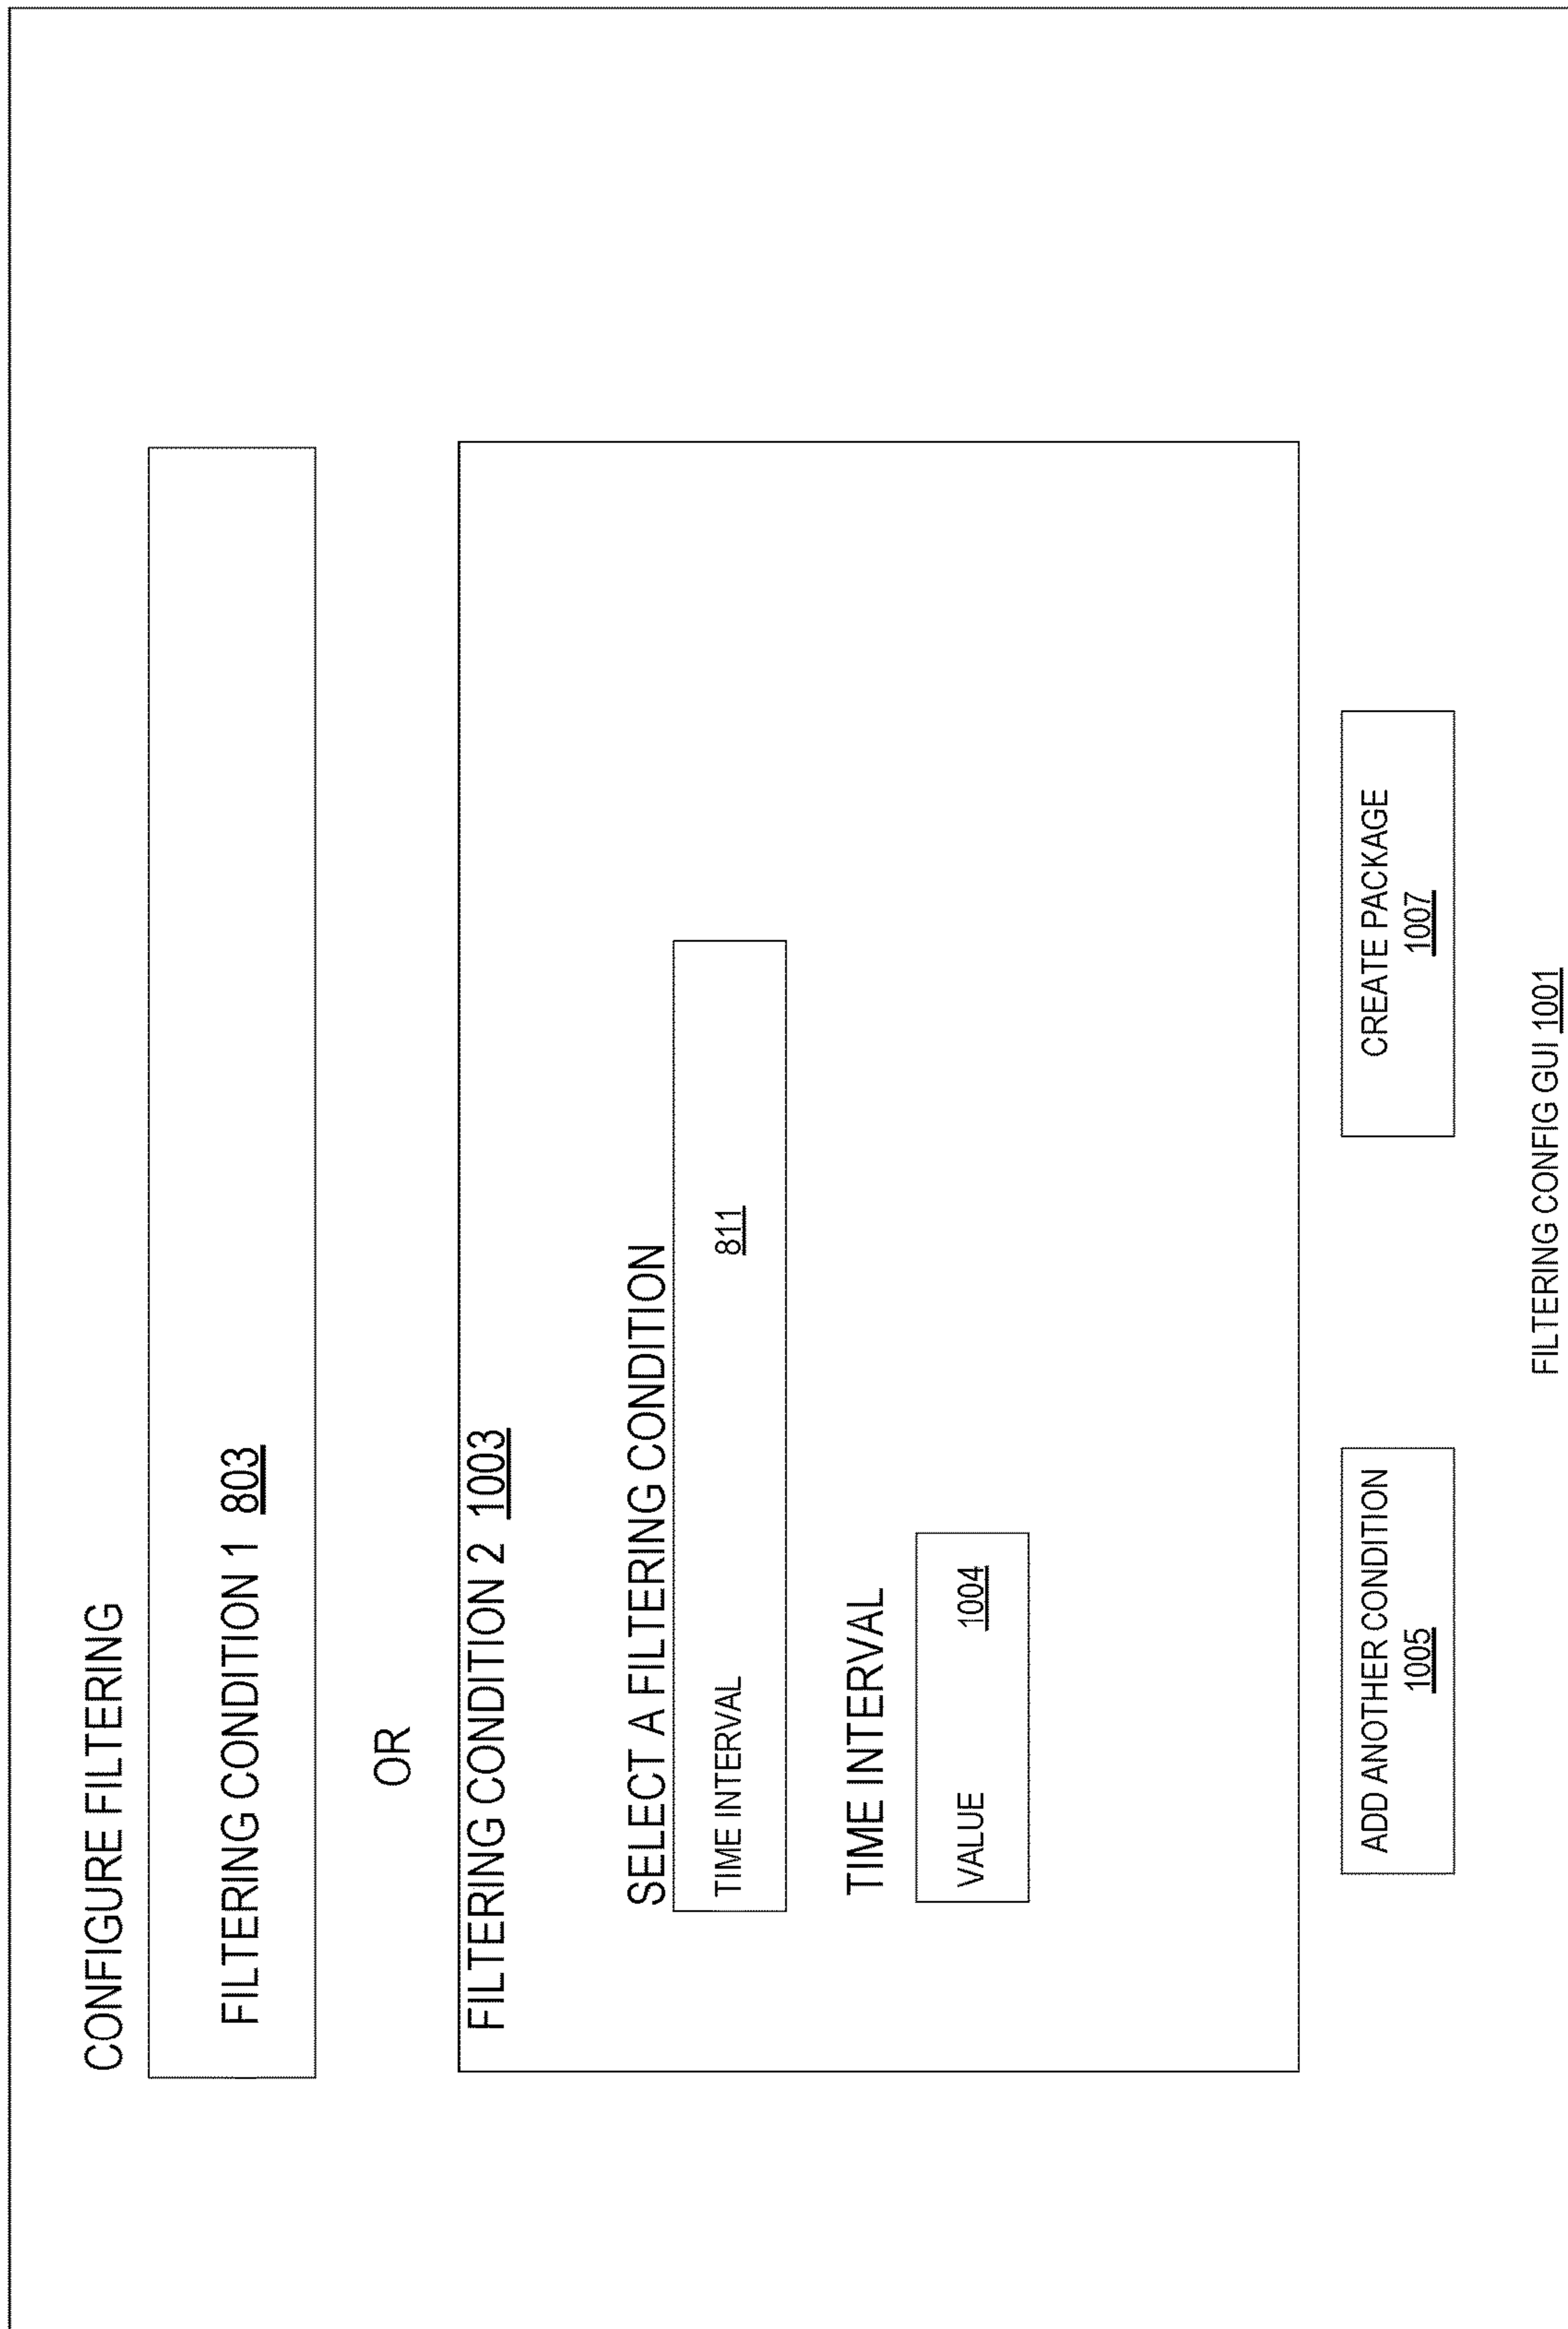 CONFIGURE FILTERING
FILTERING CONDITION 1 803
OR
FILTERING CONDITION 2 1003
SELECT A FILTERING CONDITION
TIME INTERVAL 811
TIME INTERVAL
VALUE 1004
ADD ANOTHER CONDITION
1005
CREATE PACKAGE
1007
FILTERING CONFIG GUI 1001